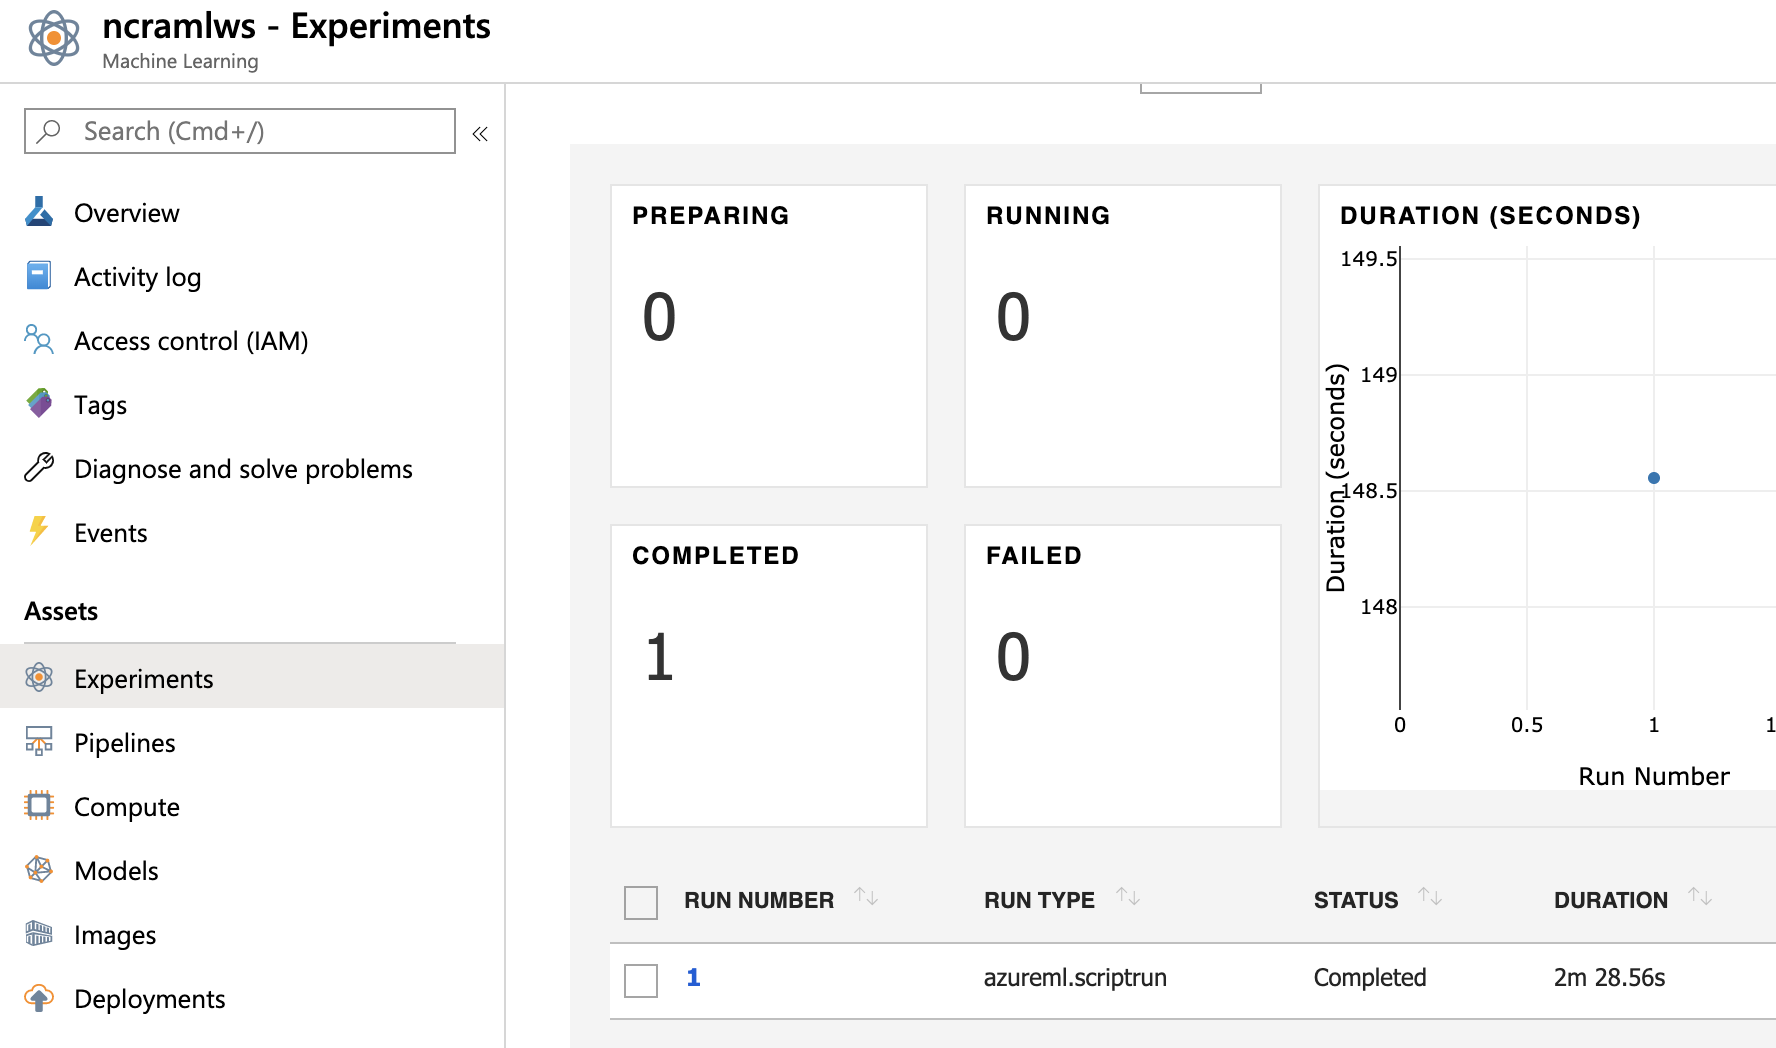 ncramlws - Experiments
Machine Learning
Search (Cmd+/)
Overview
Activity log
Access control (IAM)
Tags
Diagnose and solve problems
Events
Assets
Experiments
Pipelines
Compute
Models
Images
Deployments
PREPARING
0
RUNNING
0
COMPLETED
1
FAILED
0
DURATION (SECONDS)
149.5
149
148.5
148
Duration (seconds)
0 0.5 1
Run Number
RUN NUMBER RUN TYPE STATUS DURATION
1 azureml.scriptrun Completed 2m 28.56s